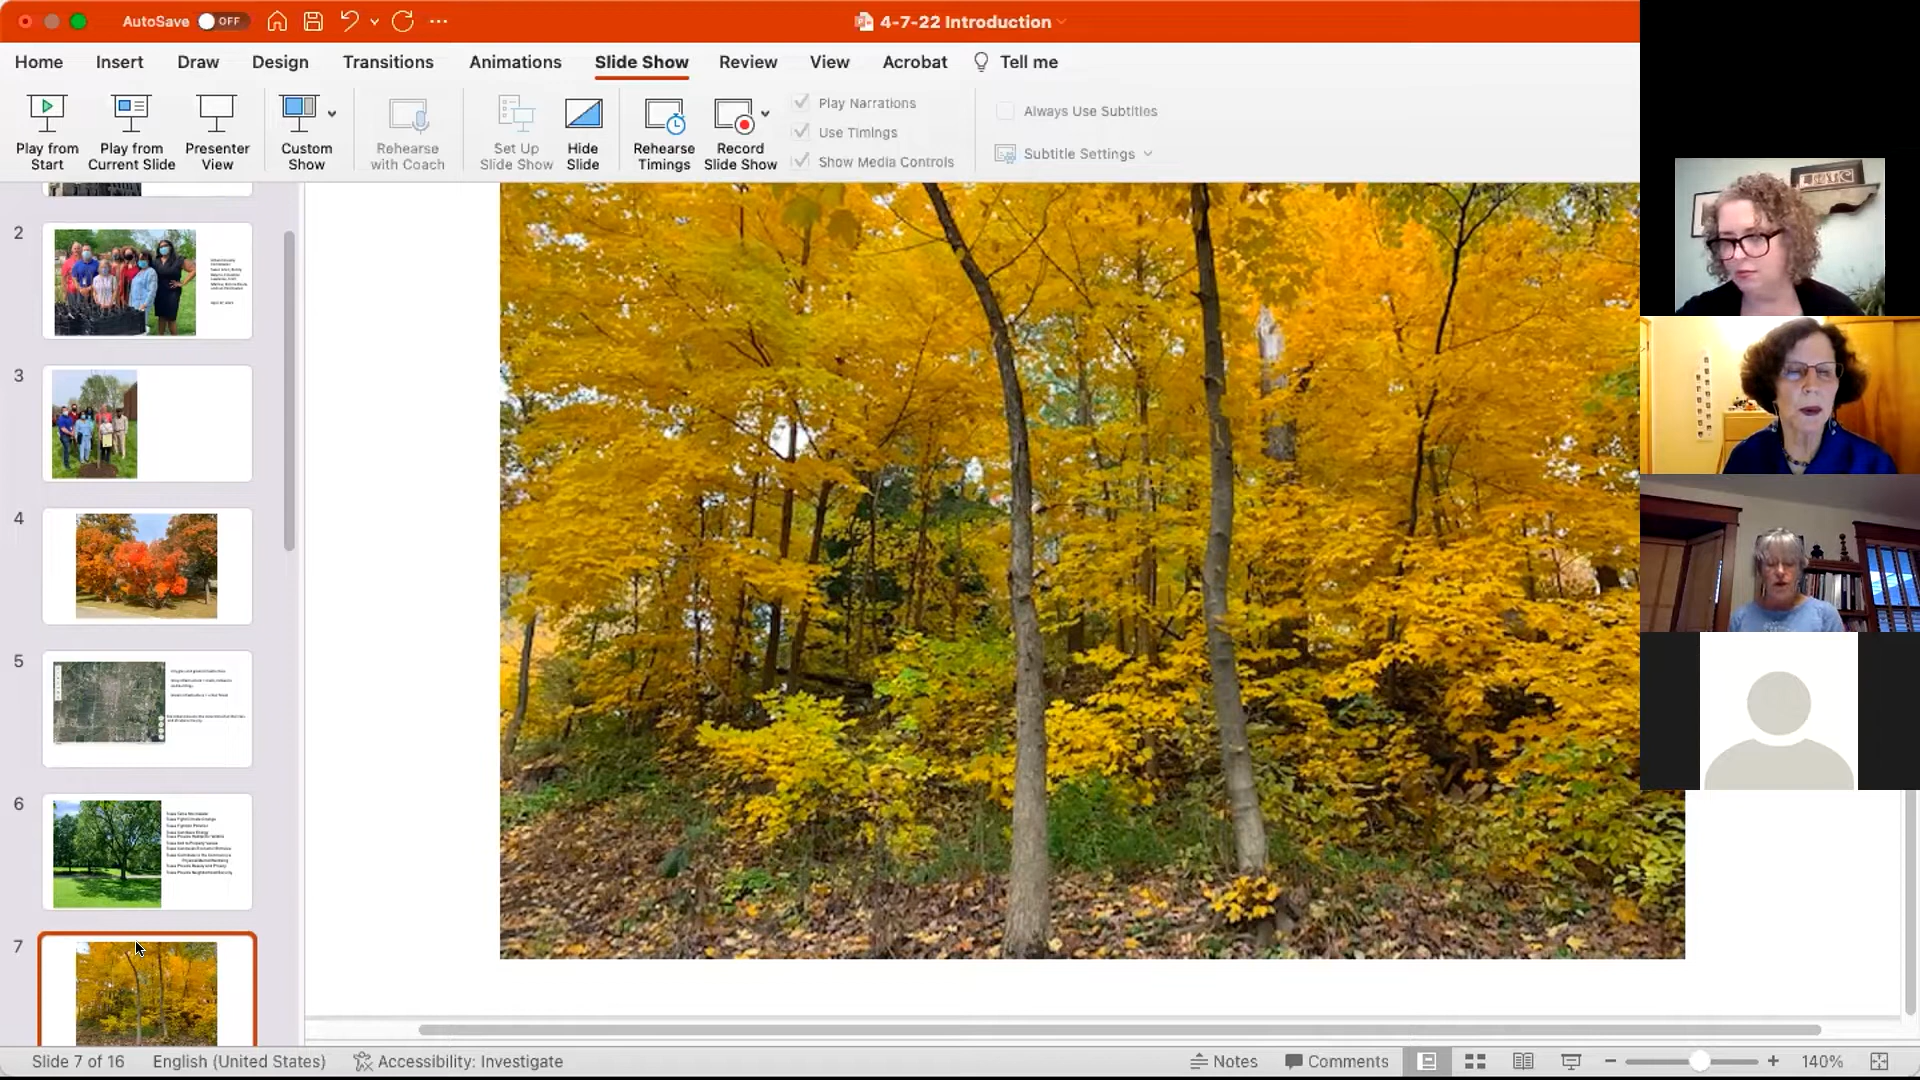 AutoSave OFF
4-7-22 Introduction
Home Insert Draw Design Transitions Animations Slide Show Review View Acrobat Tell me
Play from Start
Play from Current Slide
Presenter View
Custom Show
Rehearse with Coach
Set Up Slide Show
Hide Slide
Rehearse Timings
Record Slide Show
Play Narrations
Use Timings
Show Media Controls
Always Use Subtitles
Subtitle Settings
2
3
4
5
6
7
Slide 7 of 16 English (United States) Accessibility: Investigate Notes Comments 140%